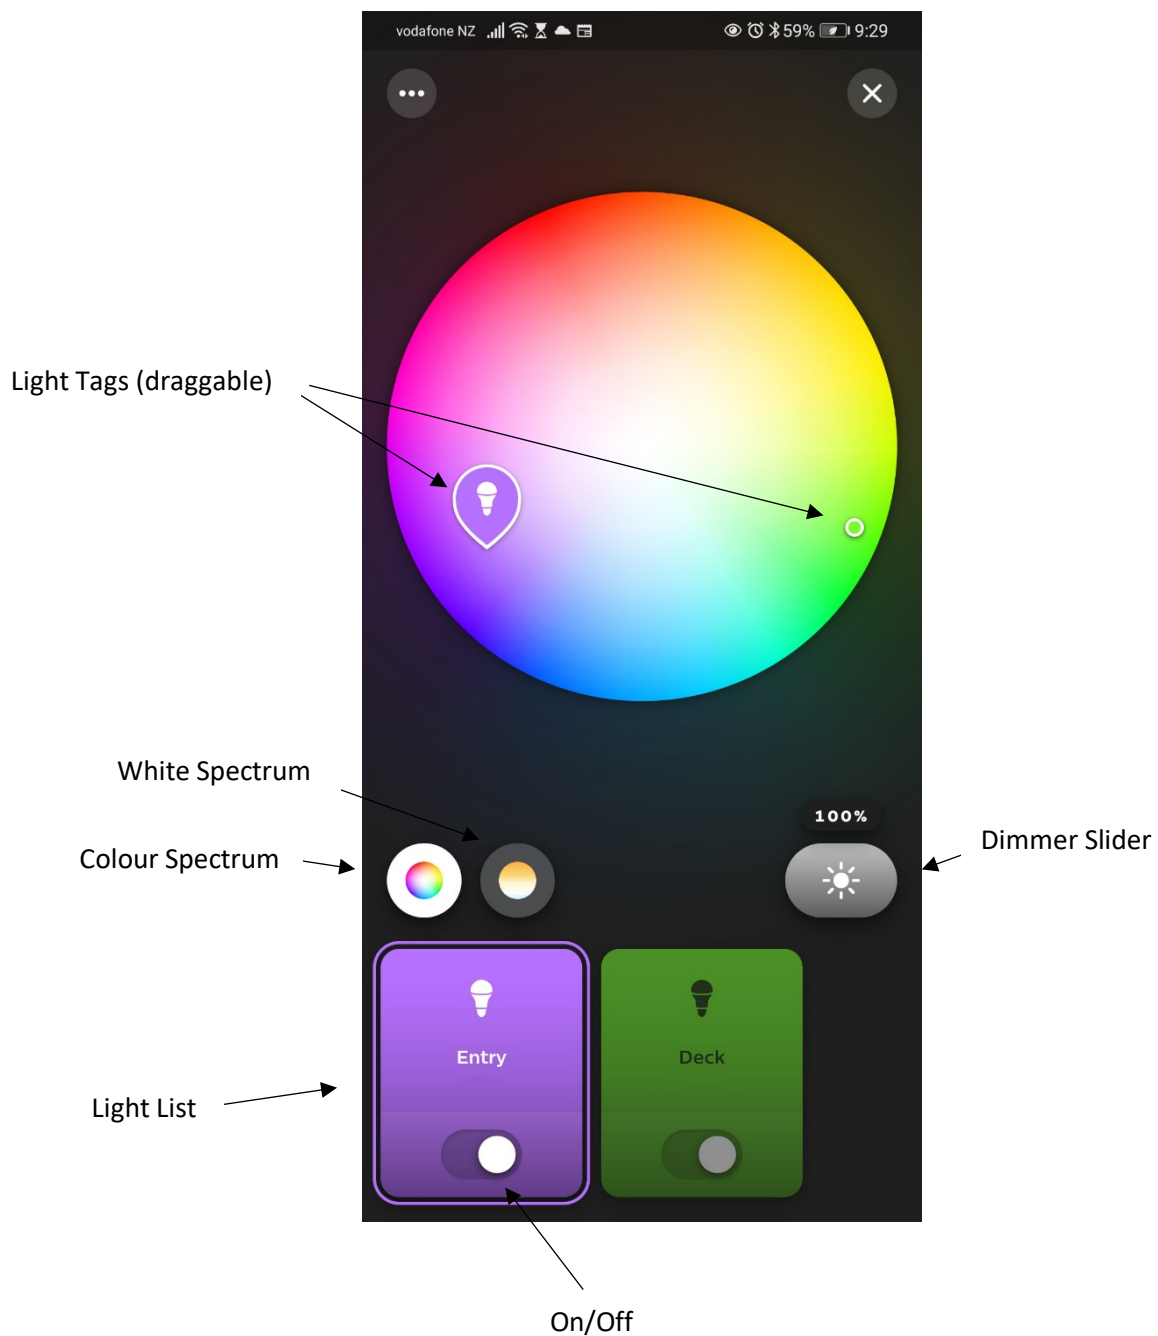 vodafone NZ 59% 9:29
Light Tags (draggable)
White Spectrum
100%
Colour Spectrum
Dimmer Slider
Entry
Deck
Light List
On/Off